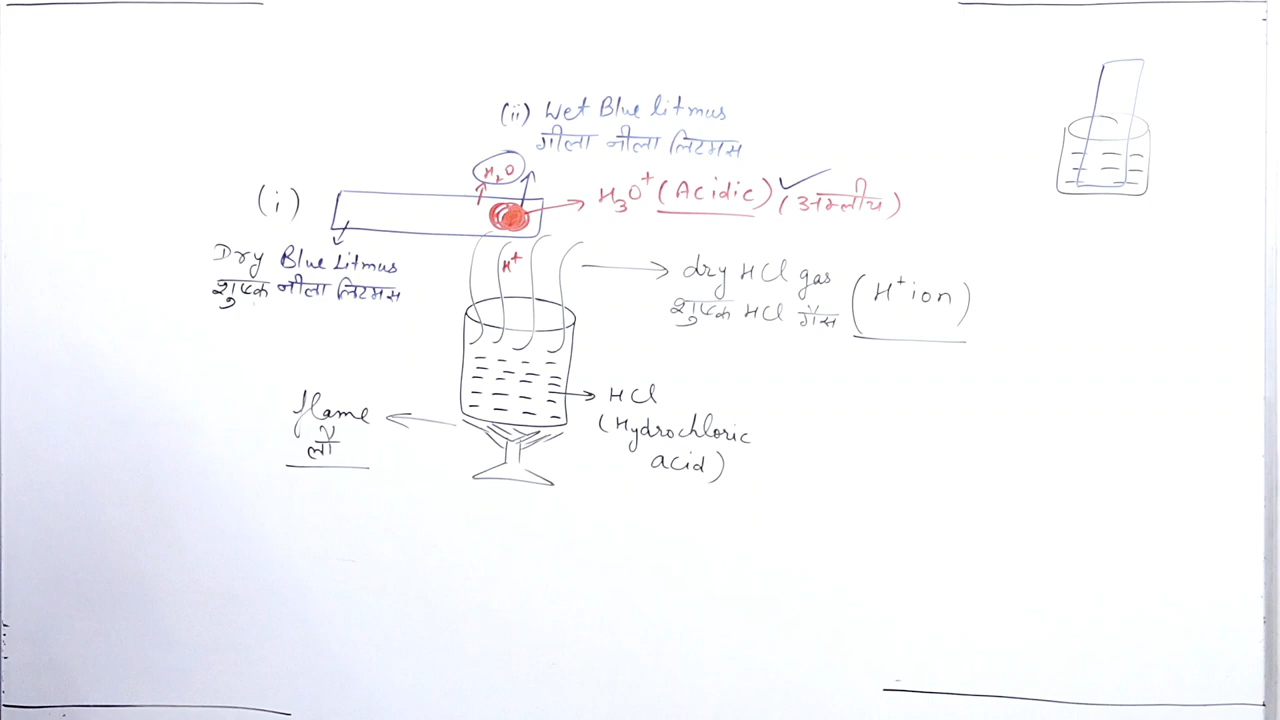 (ii) Wet Blue litmus
गीला नीला लिटमस
H₂O
(i)
H₃O⁺ (Acidic) (अम्लीय)
Dry Blue Litmus
शुष्क नीला लिटमस
H⁺
dry HCl gas
शुष्क HCl गैस
(H⁺ion)
flame
लौ
HCl
(Hydrochloric
acid)